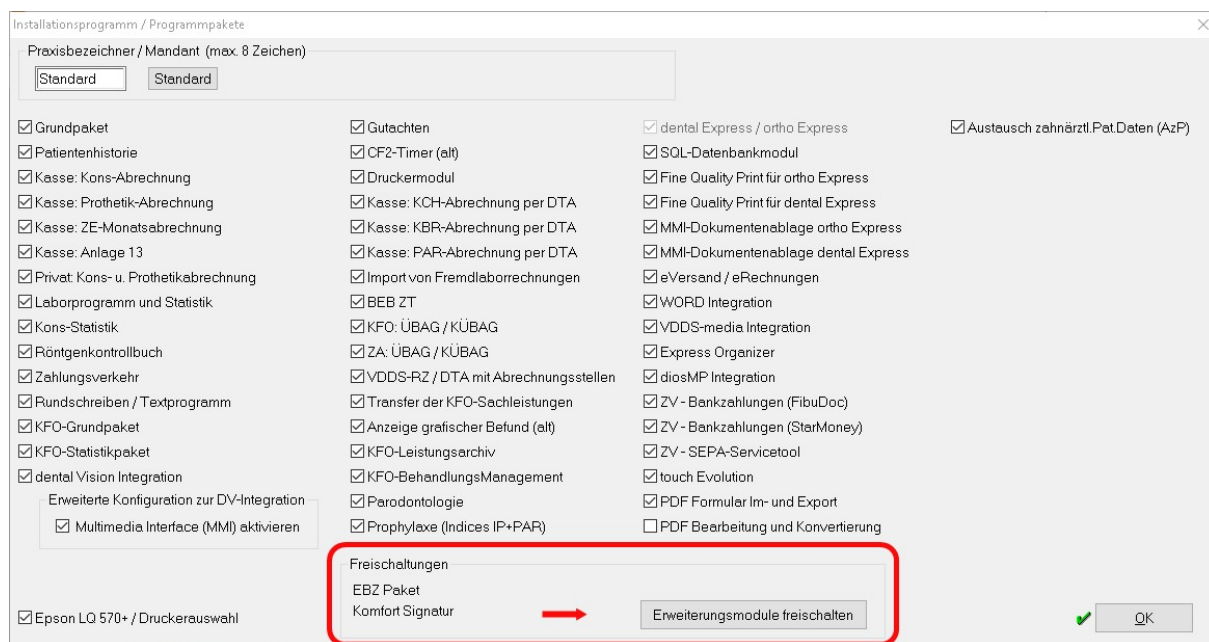 Installationsprogramm / Programmpakete
Praxisbezeichner / Mandant (max. 8 Zeichen)
Standard
Standard
Grundpaket
Patientenhistorie
Kasse: Kons-Abrechnung
Kasse: Prothetik-Abrechnung
Kasse: ZE-Monatsabrechnung
Kasse: Anlage 13
Privat: Kons- u. Prothetikabrechnung
Laborprogramm und Statistik
Kons-Statistik
Röntgenkontrollbuch
Zahlungsverkehr
Rundschreiben / Textprogramm
KFO-Grundpaket
KFO-Statistikpaket
dental Vision Integration
Erweiterte Konfiguration zur DV-Integration
Multimedia Interface (MMI) aktivieren
Epson LQ 570+ / Druckerauswahl
Gutachten
CF2-Timer (alt)
Druckermodul
Kasse: KCH-Abrechnung per DTA
Kasse: KBR-Abrechnung per DTA
Kasse: PAR-Abrechnung per DTA
Import von Fremdlaborrechnungen
BEB ZT
KFO: ÜBAG / KÜBAG
ZA: ÜBAG / KÜBAG
VDDS-RZ / DTA mit Abrechnungsstellen
Transfer der KFO-Sachleistungen
Anzeige grafischer Befund (alt)
KFO-Leistungsarchiv
KFO-BehandlungsManagement
Parodontologie
Prophylaxe (Indices IP+PAR)
dental Express / ortho Express
SQL-Datenbankmodul
Fine Quality Print für ortho Express
Fine Quality Print für dental Express
MMI-Dokumentenablage ortho Express
MMI-Dokumentenablage dental Express
eVersand / eRechnungen
WORD Integration
VDDS-media Integration
Express Organizer
diosMP Integration
ZV - Bankzahlungen (FibuDoc)
ZV - Bankzahlungen (StarMoney)
ZV - SEPA-Servicetool
touch Evolution
PDF Formular Im- und Export
PDF Bearbeitung und Konvertierung
Austausch zahnärztl.Pat.Daten (AzP)
Freischaltungen
EBZ Paket
Komfort Signatur
Erweiterungsmodule freischalten
OK